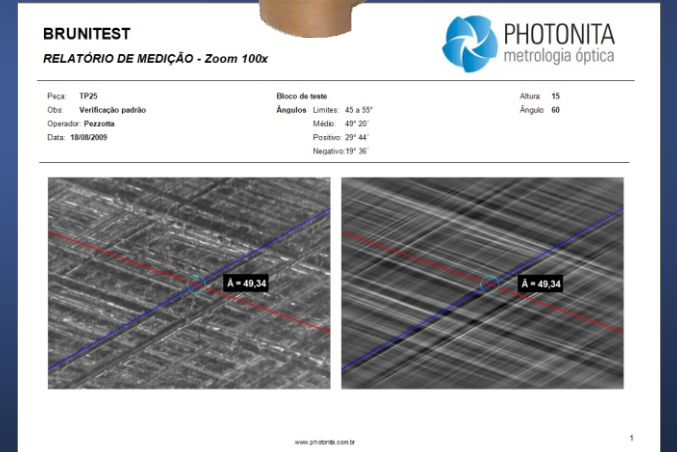 BRUNITEST
RELATÓRIO DE MEDIÇÃO - Zoom 100x
PHOTONITA
metrologia óptica
Peça: TP25
Obs: Verificação padrão
Operador: Pezzotta
Data: 18/08/2009
Bloco de teste
Ângulos Limites: 45 a 55°
Médio: 49° 20´
Positivo: 29° 44´
Negativo: 19° 36´
Altura: 15
Ângulo: 60
Â = 49,34
Â = 49,34
www.photonita.com.br
1